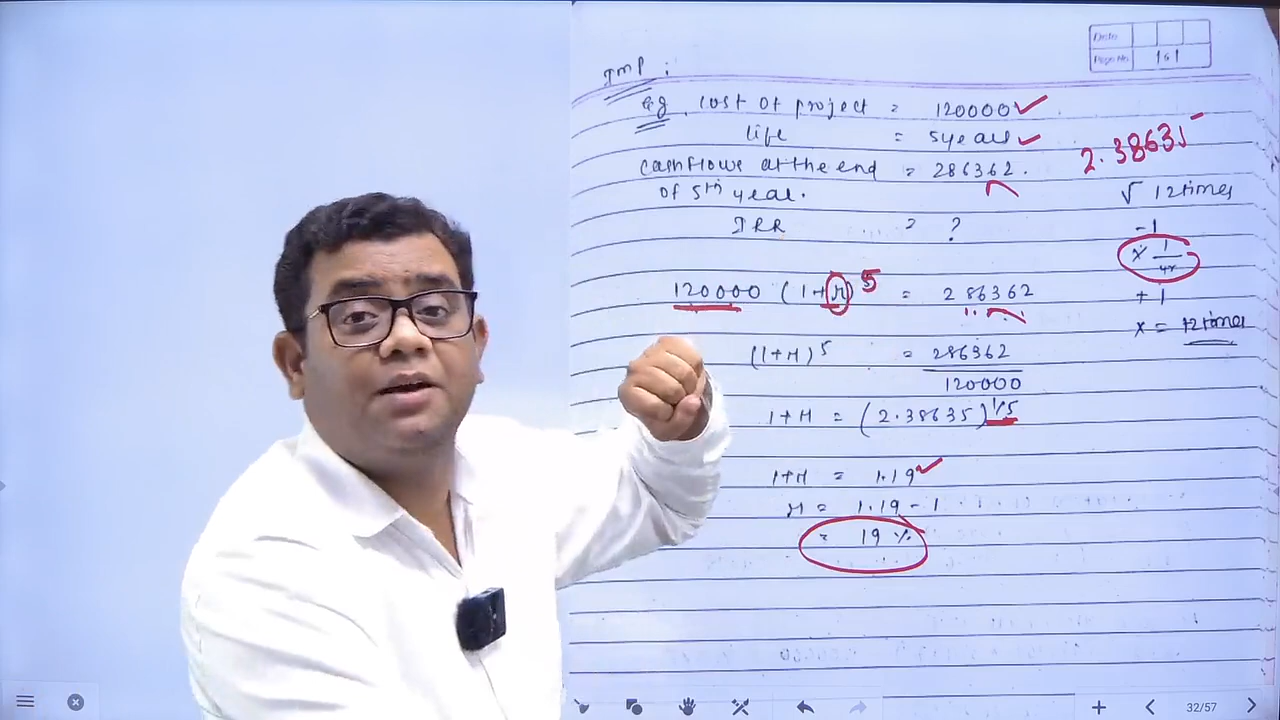 Date
Page No. 151
IMP :
eg. Cost of project = 120000 ✓
life = 5 years ✓
2.38635
cashflows at the end = 286362.
of 5th year.
√ 12 times
IRR = ?
-1
× 1/
+ 1
x = 12 times
120000 (1+r)5 = 286362
(1+r)5 = 286362
120000
1+r = (2.38635)1/5
1+r = 1.19 ✓
r = 1.19 - 1
= 19 %
32/57